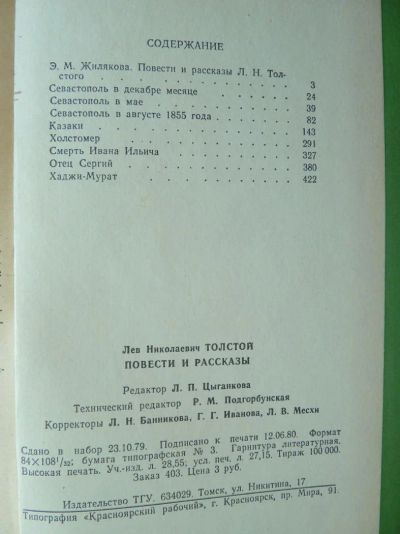 СОДЕРЖАНИЕ
Э. М. Жилякова. Повести и рассказы Л. Н. Тол-
стого . . . . . . . . . 3
Севастополь в декабре месяце . . . . . 24
Севастополь в мае . . . . . . . 39
Севастополь в августе 1855 года . . . . . 82
Казаки . . . . . . . . . 143
Холстомер . . . . . . . . . 291
Смерть Ивана Ильича . . . . . . . 327
Отец Сергий . . . . . . . . 380
Хаджи-Мурат . . . . . . . . 422
Лев Николаевич ТОЛСТОЙ
ПОВЕСТИ И РАССКАЗЫ
Редактор Л. П. Цыганкова
Технический редактор Р. М. Подгорбунская
Корректоры Л. Н. Банникова, Г. Г. Иванова, Л. В. Месхи
Сдано в набор 23.10.79. Подписано к печати 12.06.80. Формат
84×108¹/₃₂; бумага типографская № 3. Гарнитура литературная.
Высокая печать. Уч.-изд. л. 28,55; усл. печ. л. 27,15. Тираж 100 000.
Заказ 403. Цена 3 руб.
Издательство ТГУ. 634029. Томск, ул. Никитина, 17
Типография «Красноярский рабочий», г. Красноярск, пр. Мира, 91.